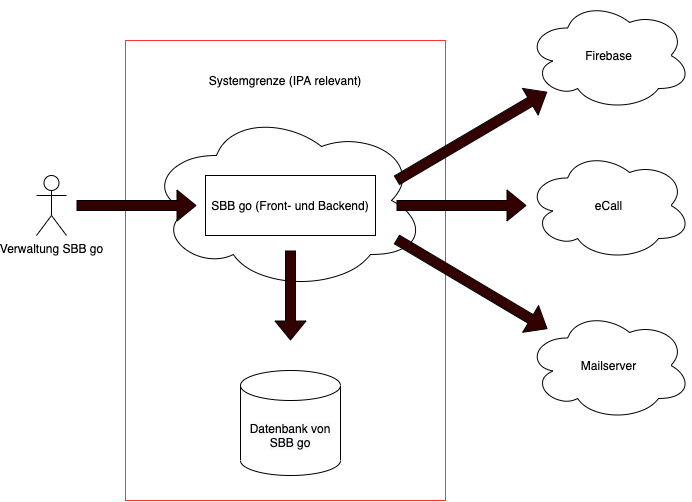 Systemgrenze (IPA relevant)
Firebase
SBB go (Front- und Backend)
eCall
Verwaltung SBB go
Mailserver
Datenbank von
SBB go